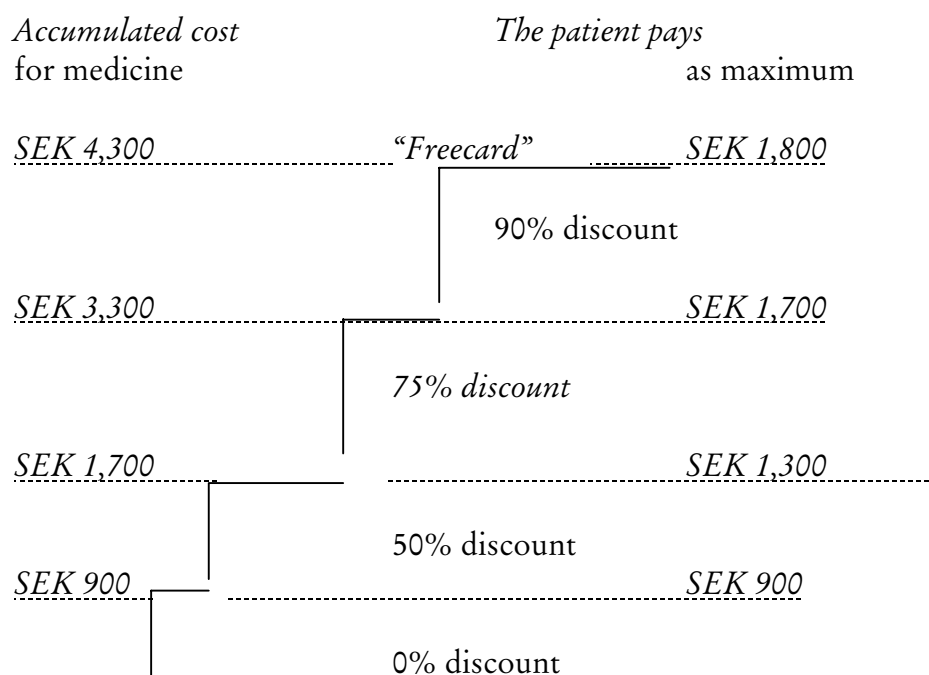 Accumulated cost The patient pays
for medicine as maximum
SEK 4,300 “Freecard” SEK 1,800
90% discount
SEK 3,300 SEK 1,700
75% discount
SEK 1,700 SEK 1,300
50% discount
SEK 900 SEK 900
0% discount